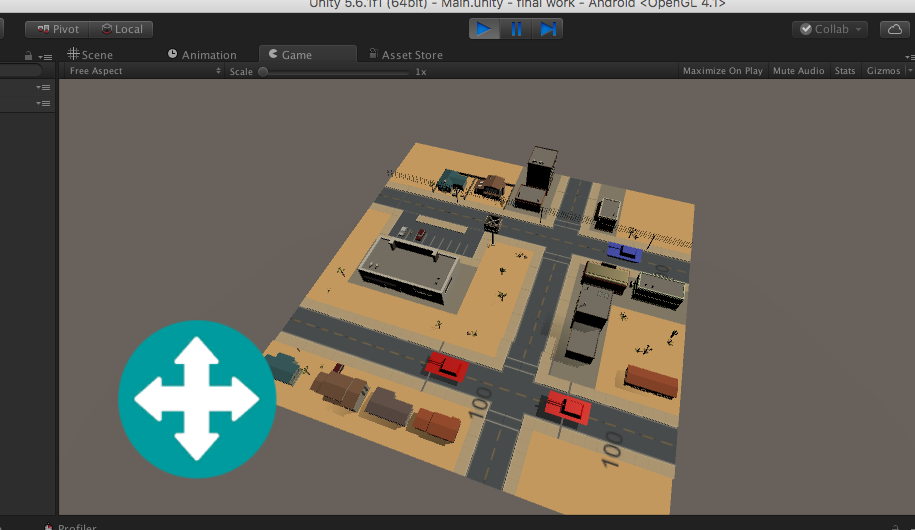 Unity 5.6.1f1 (64bit) - Main.unity - final work - Android <OpenGL 4.1>
Pivot Local Collab
Scene Animation Game Asset Store
Free Aspect Scale 1x Maximize On Play Mute Audio Stats Gizmos
100
100
Profiler